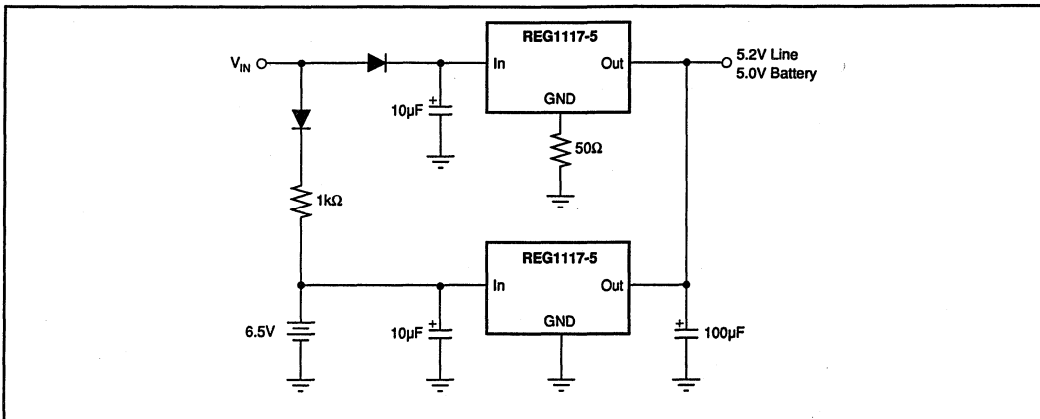 REG1117-5
V_IN
In
Out
5.2V Line
5.0V Battery
10µF
+
GND
50Ω
1kΩ
REG1117-5
In
Out
6.5V
10µF
+
GND
+
100µF